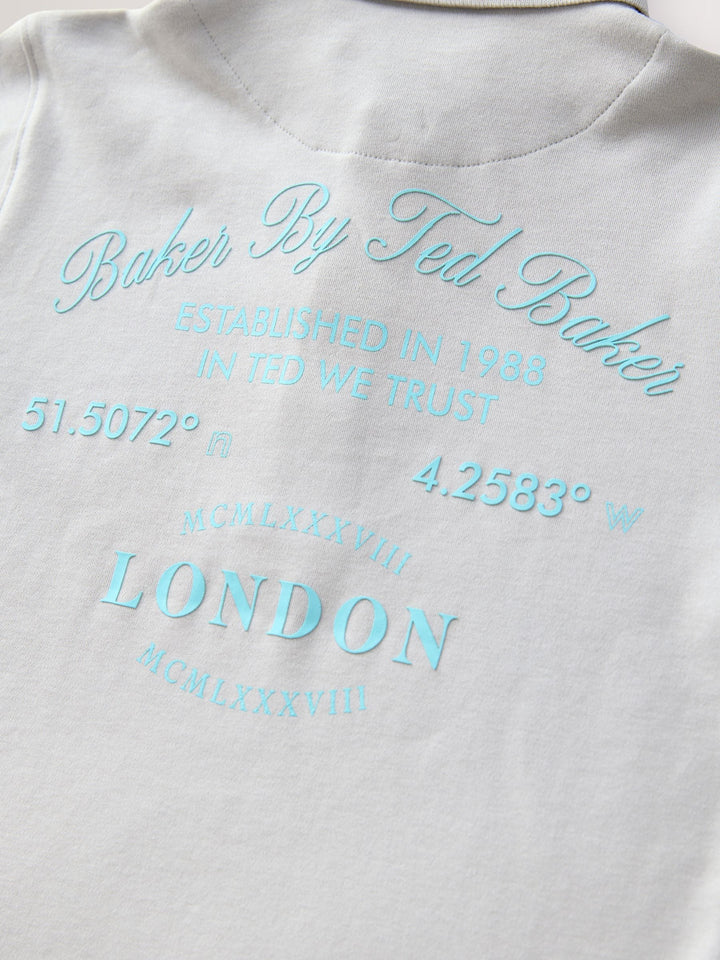 Baker By Ted Baker
ESTABLISHED IN 1988
IN TED WE TRUST
51.5072° n
4.2583° W
MCMLXXXVIII
LONDON
MCMLXXXVIII